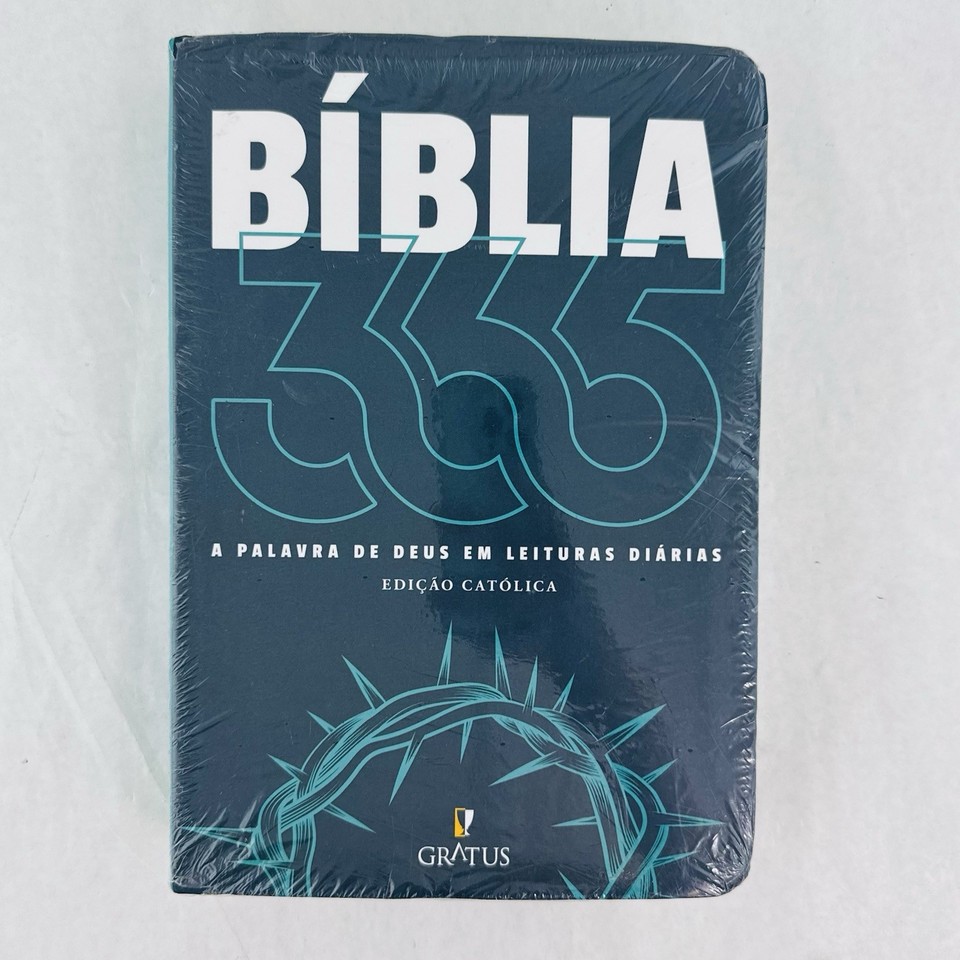 BÍBLIA
365
A PALAVRA DE DEUS EM LEITURAS DIÁRIAS
EDIÇÃO CATÓLICA
GRATUS